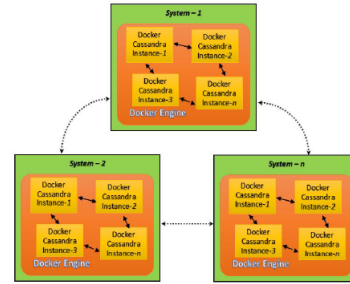 System – 1
Docker
Cassandra
Instance-1
Docker
Cassandra
Instance-2
Docker
Cassandra
Instance-3
Docker
Cassandra
Instance-n
Docker Engine
System – 2
Docker
Cassandra
Instance-1
Docker
Cassandra
Instance-2
Docker
Cassandra
Instance-3
Docker
Cassandra
Instance-n
Docker Engine
System – n
Docker
Cassandra
Instance-1
Docker
Cassandra
Instance-2
Docker
Cassandra
Instance-3
Docker
Cassandra
Instance-n
Docker Engine